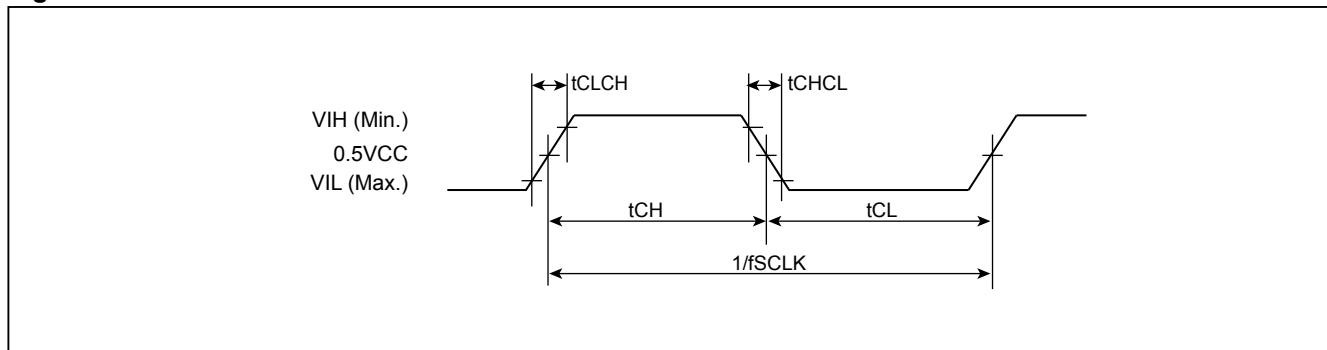 tCLCH
tCHCL
VIH (Min.)
0.5VCC
VIL (Max.)
tCH
tCL
1/fSCLK